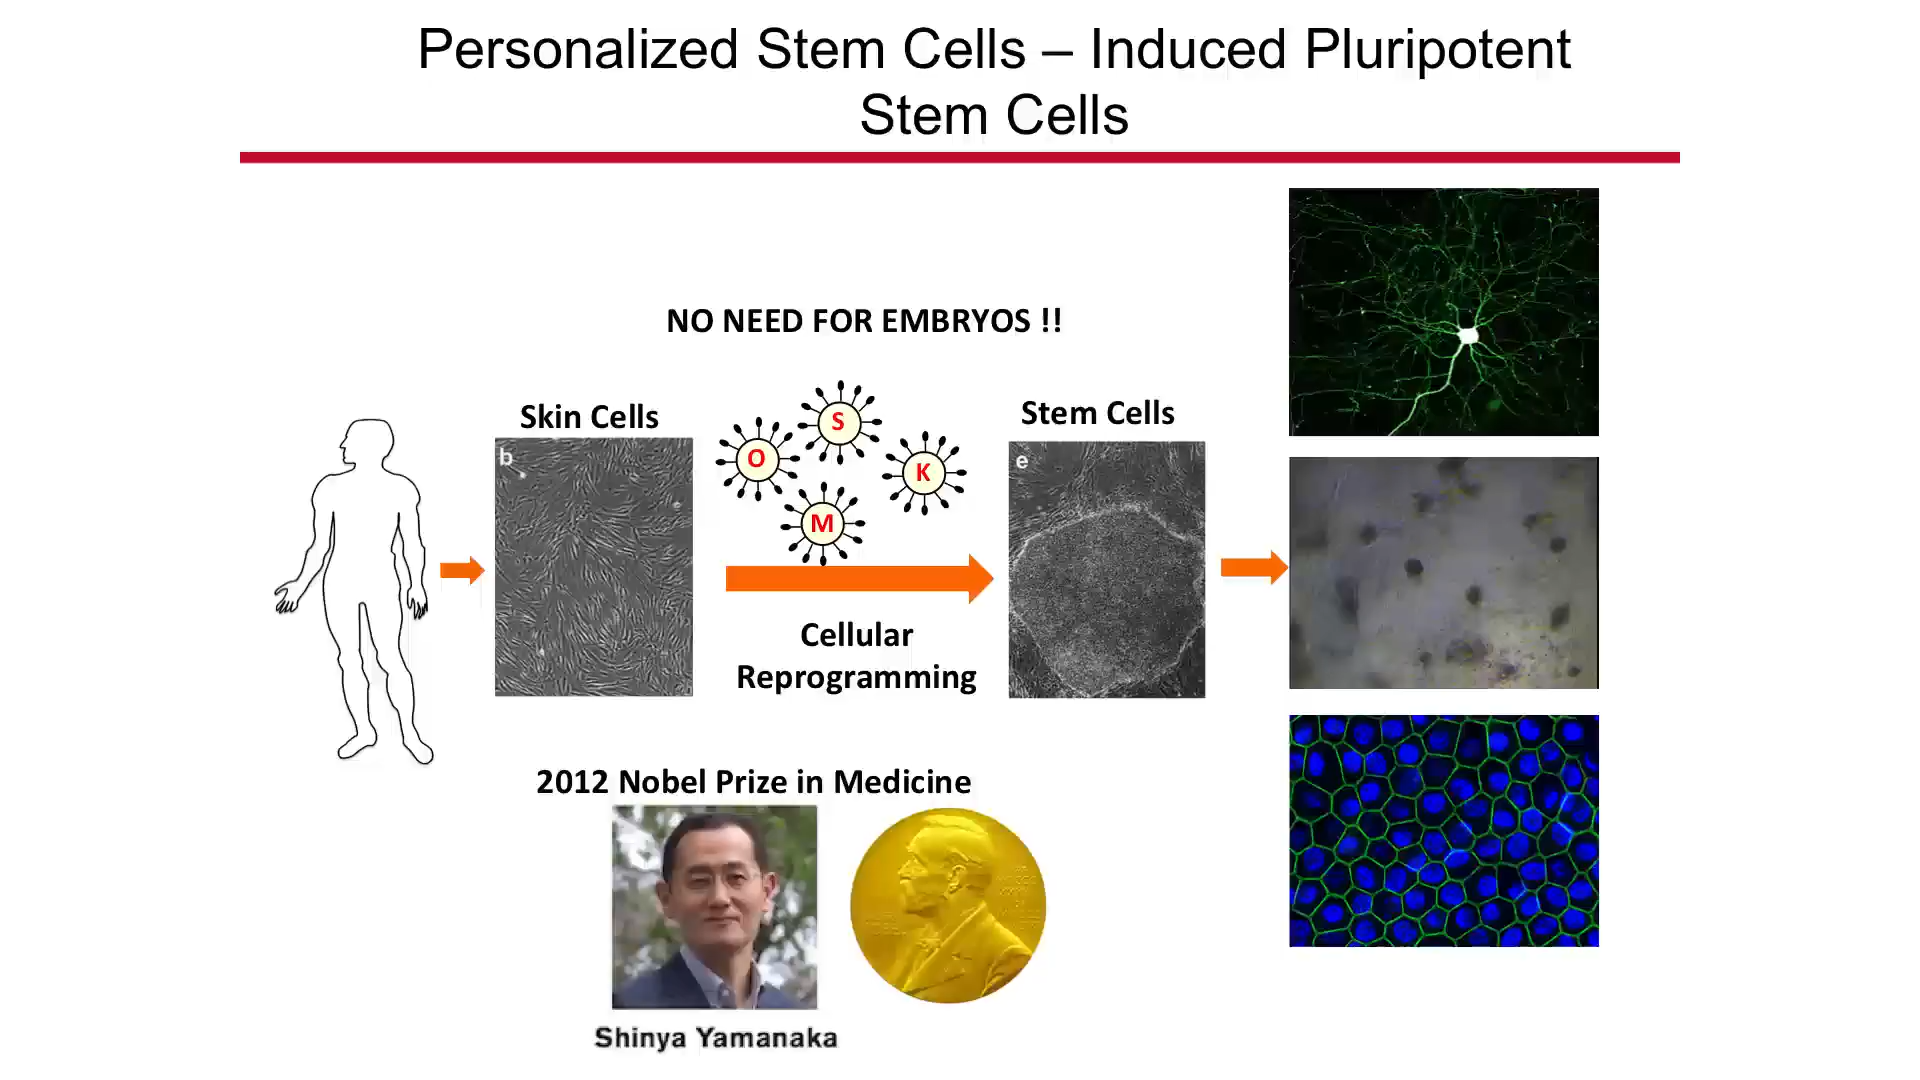 Personalized Stem Cells – Induced Pluripotent
Stem Cells
NO NEED FOR EMBRYOS !!
Skin Cells
Stem Cells
b
O
S
K
M
e
Cellular
Reprogramming
2012 Nobel Prize in Medicine
Shinya Yamanaka